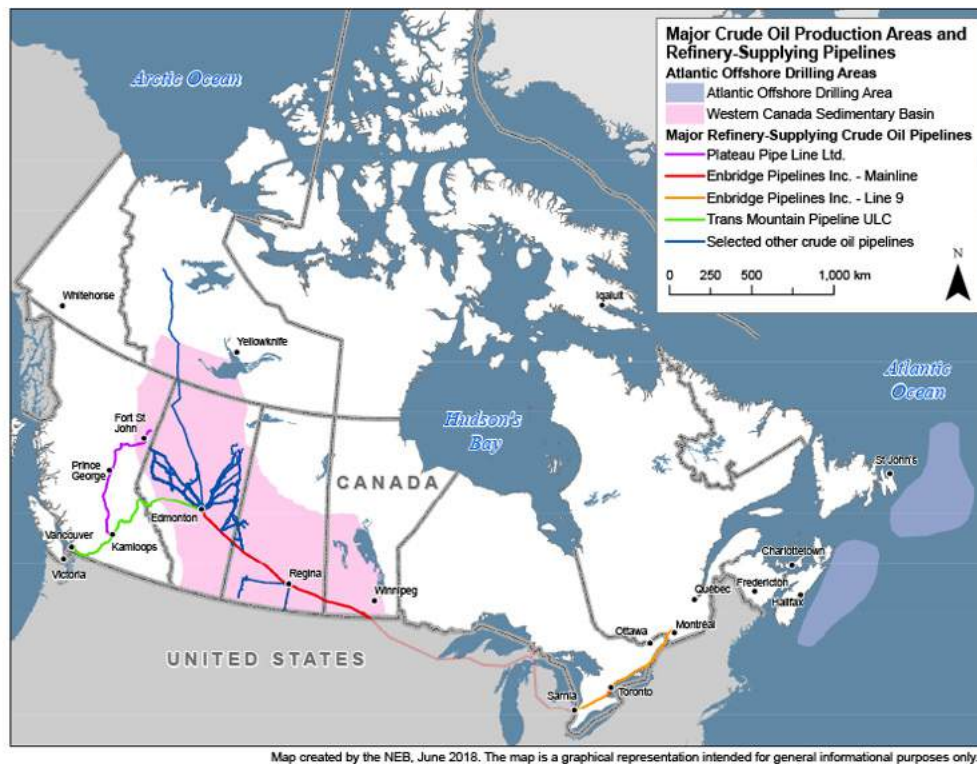 Major Crude Oil Production Areas and
Refinery-Supplying Pipelines
Atlantic Offshore Drilling Areas
Atlantic Offshore Drilling Area
Western Canada Sedimentary Basin
Major Refinery-Supplying Crude Oil Pipelines
Plateau Pipe Line Ltd.
Enbridge Pipelines Inc. - Mainline
Enbridge Pipelines Inc. - Line 9
Trans Mountain Pipeline ULC
Selected other crude oil pipelines
0 250 500 1,000 km
N
Arctic Ocean
Whitehorse
Iqaluit
Yellowknife
Atlantic
Ocean
Hudson's
Bay
Fort St
John
Prince
George
St John's
CANADA
Edmonton
Vancouver
Kamloops
Victoria
Regina
Winnipeg
Charlottetown
Fredericton
Halifax
Québec
Ottawa
Montréal
UNITED STATES
Sarnia
Toronto
Map created by the NEB, June 2018. The map is a graphical representation intended for general informational purposes only